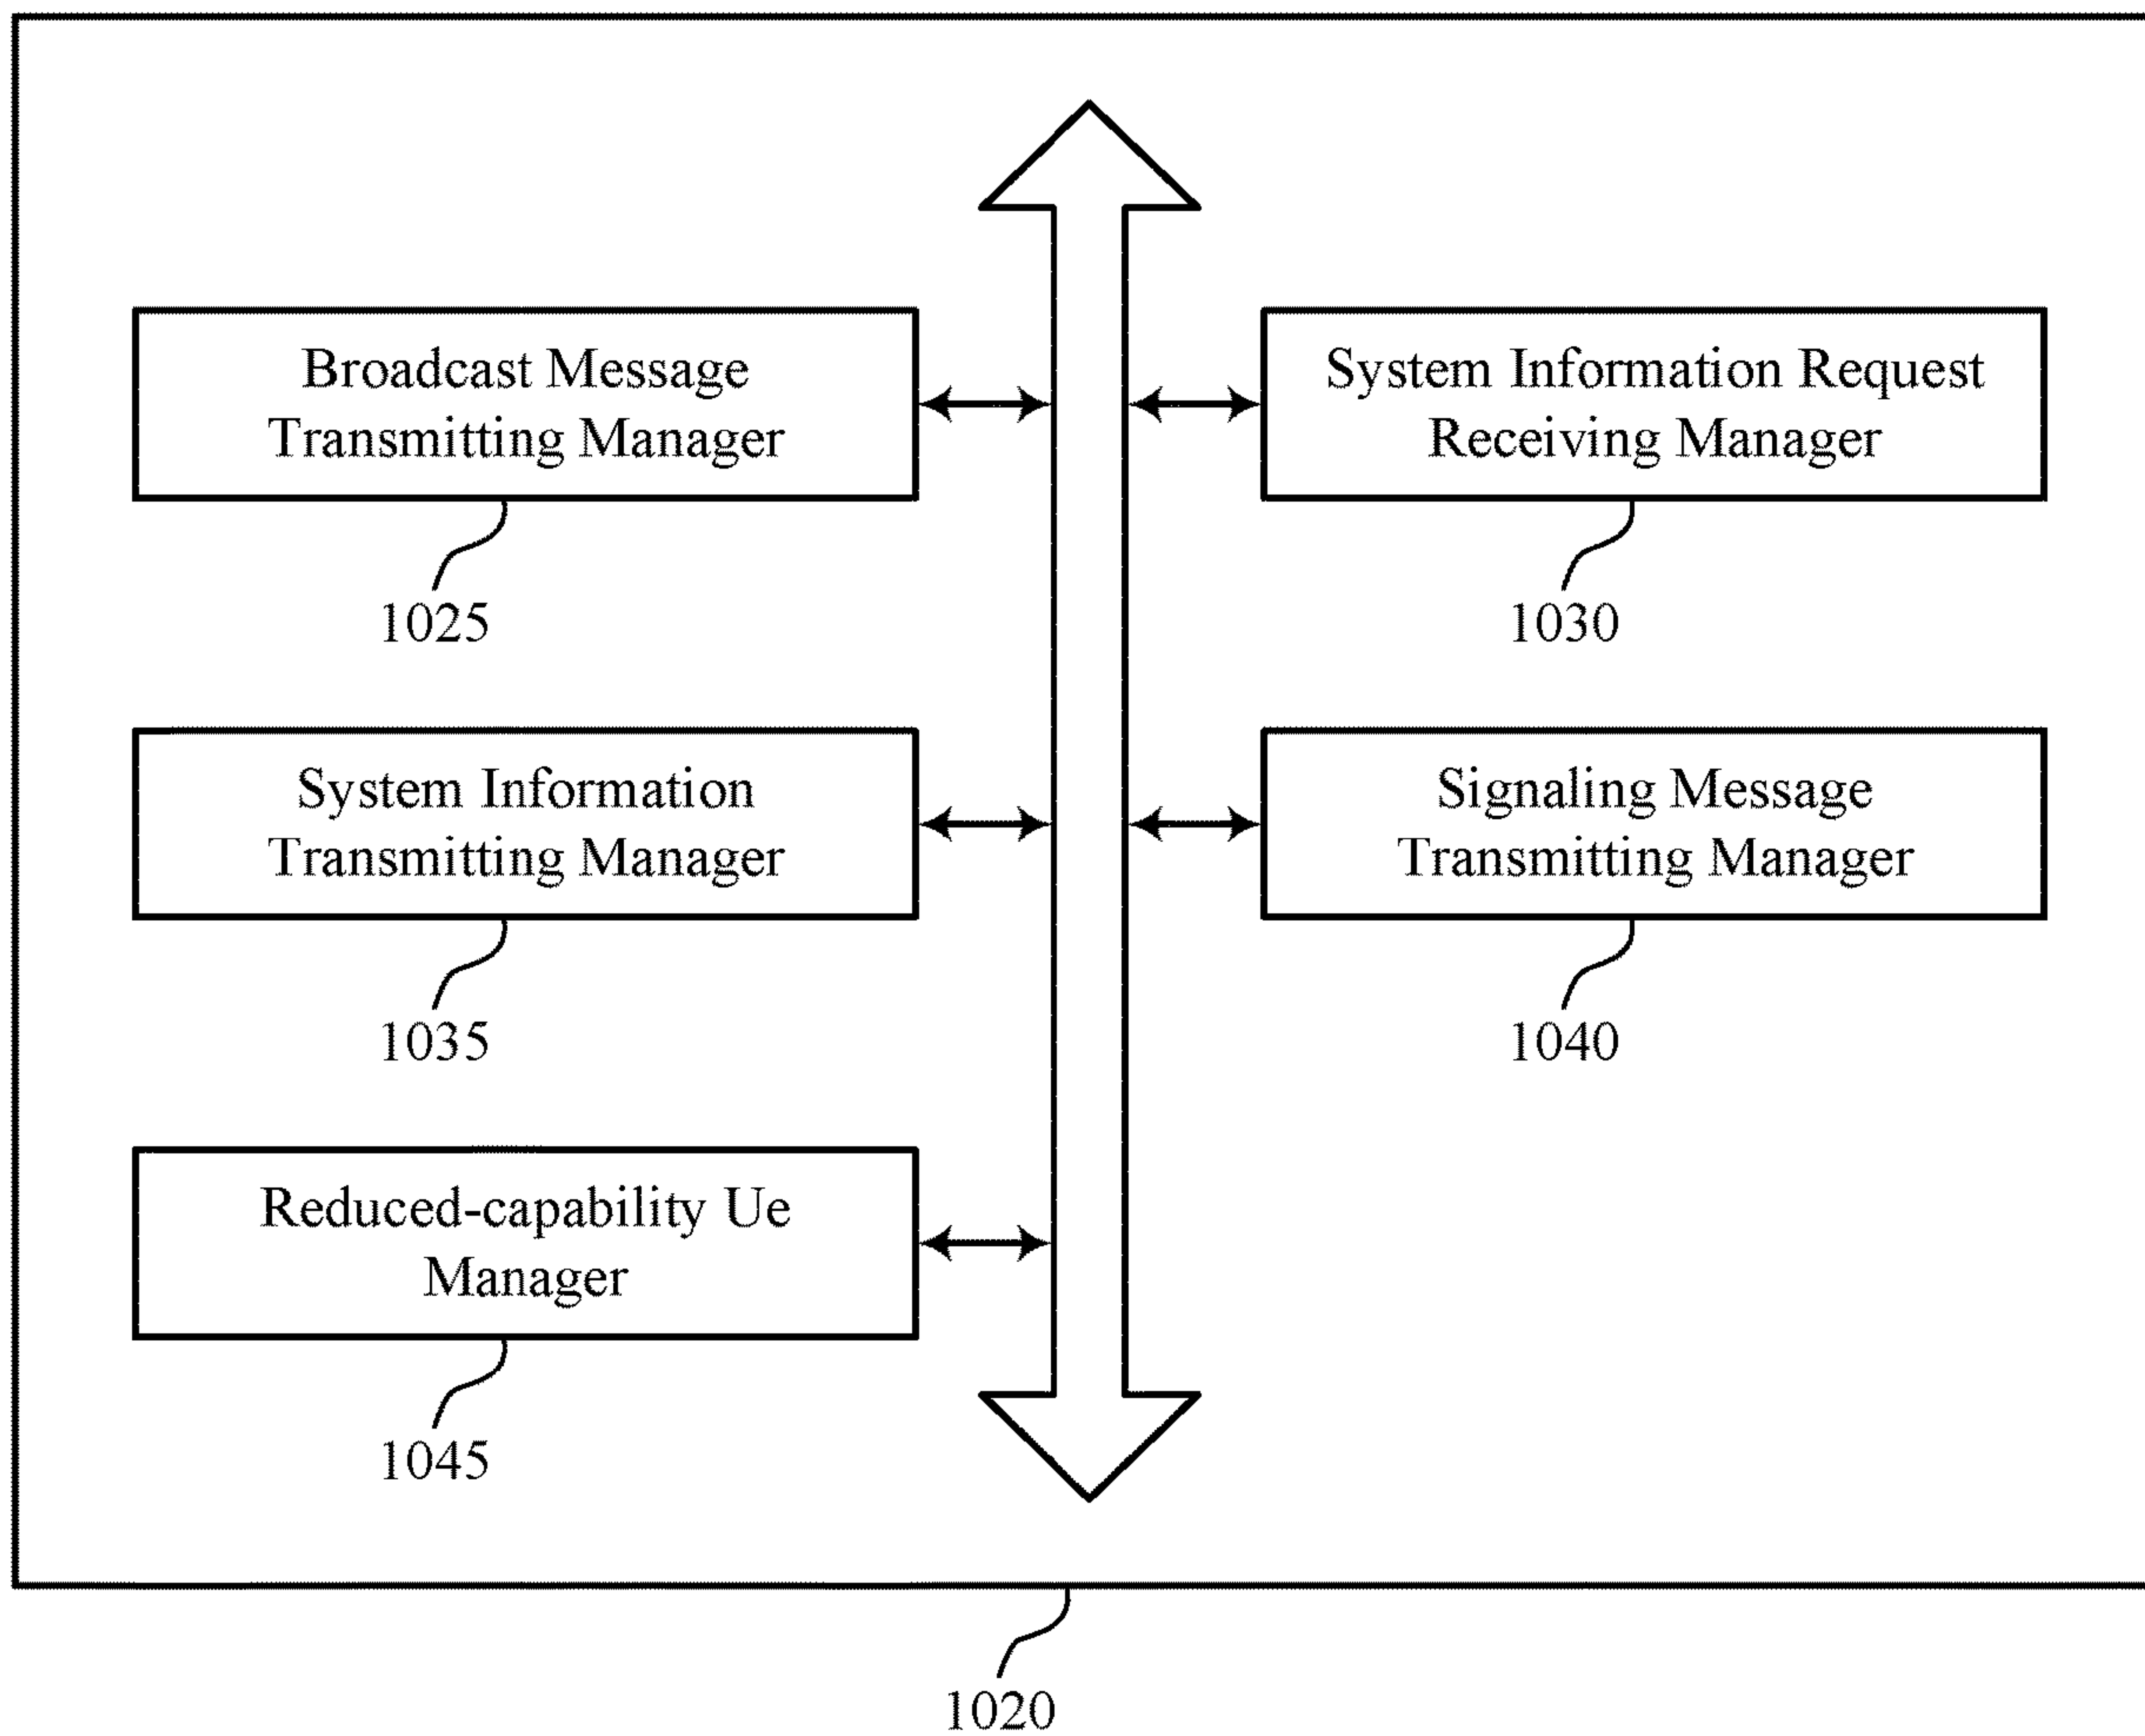 Broadcast Message
Transmitting Manager
1025
System Information Request
Receiving Manager
1030
System Information
Transmitting Manager
1035
Signaling Message
Transmitting Manager
1040
Reduced-capability Ue
Manager
1045
1020